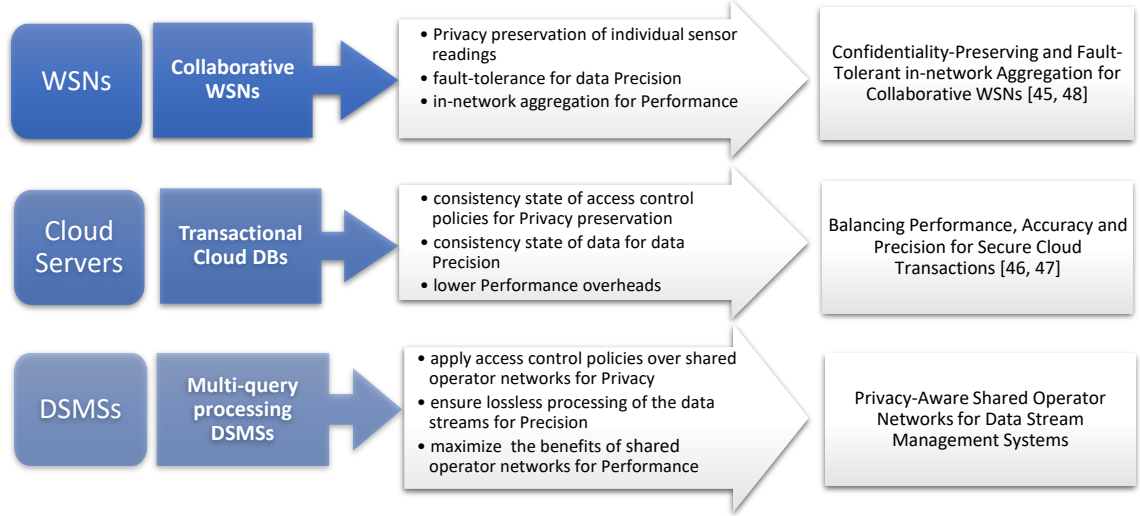 WSNs
Collaborative
WSNs
• Privacy preservation of individual sensor
readings
• fault-tolerance for data Precision
• in-network aggregation for Performance
Confidentiality-Preserving and Fault-
Tolerant in-network Aggregation for
Collaborative WSNs [45, 48]
Cloud
Servers
Transactional
Cloud DBs
• consistency state of access control
policies for Privacy preservation
• consistency state of data for data
Precision
• lower Performance overheads
Balancing Performance, Accuracy and
Precision for Secure Cloud
Transactions [46, 47]
DSMSs
Multi-query
processing
DSMSs
• apply access control policies over shared
operator networks for Privacy
• ensure lossless processing of the data
streams for Precision
• maximize the benefits of shared
operator networks for Performance
Privacy-Aware Shared Operator
Networks for Data Stream
Management Systems